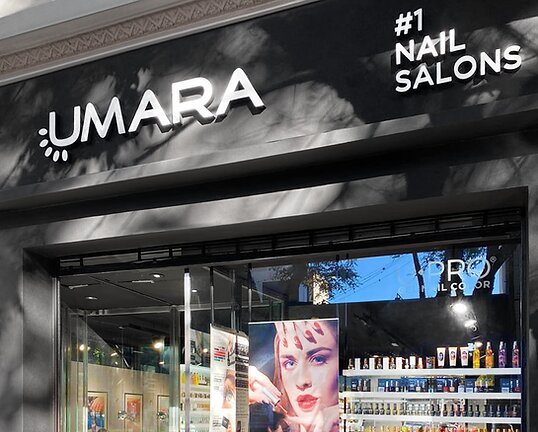 UMARA
#1
NAIL
SALONS
PRO®
NAIL COLOR